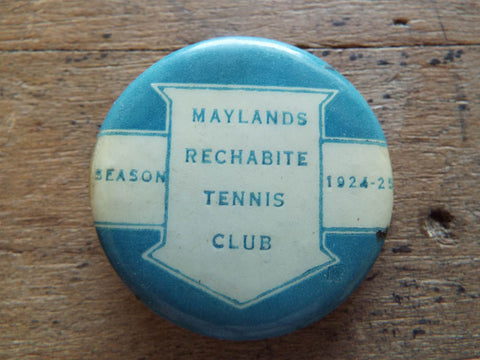 MAYLANDS
RECHABITE
SEASON
1924-25
TENNIS
CLUB